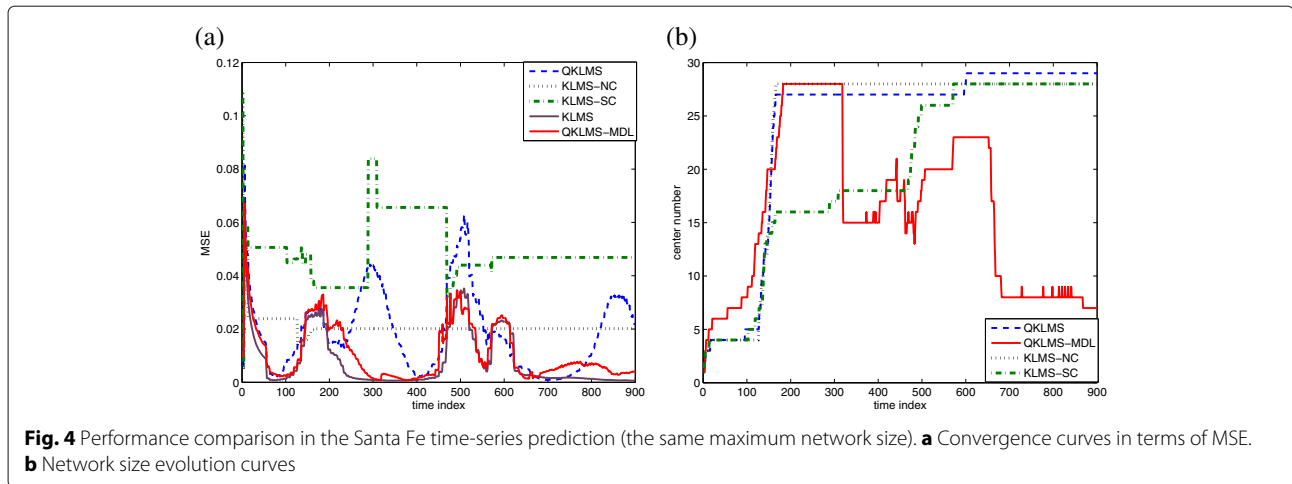 (a)
0.12
0.1
0.08
0.06
0.04
0.02
0
MSE
0 100 200 300 400 500 600 700 800 900
time index
QKLMS
KLMS-NC
KLMS-SC
KLMS
QKLMS-MDL
(b)
30
25
20
15
10
5
0
center number
0 100 200 300 400 500 600 700 800 900
time index
QKLMS
QKLMS-MDL
KLMS-NC
KLMS-SC
Fig. 4 Performance comparison in the Santa Fe time-series prediction (the same maximum network size). a Convergence curves in terms of MSE.
b Network size evolution curves